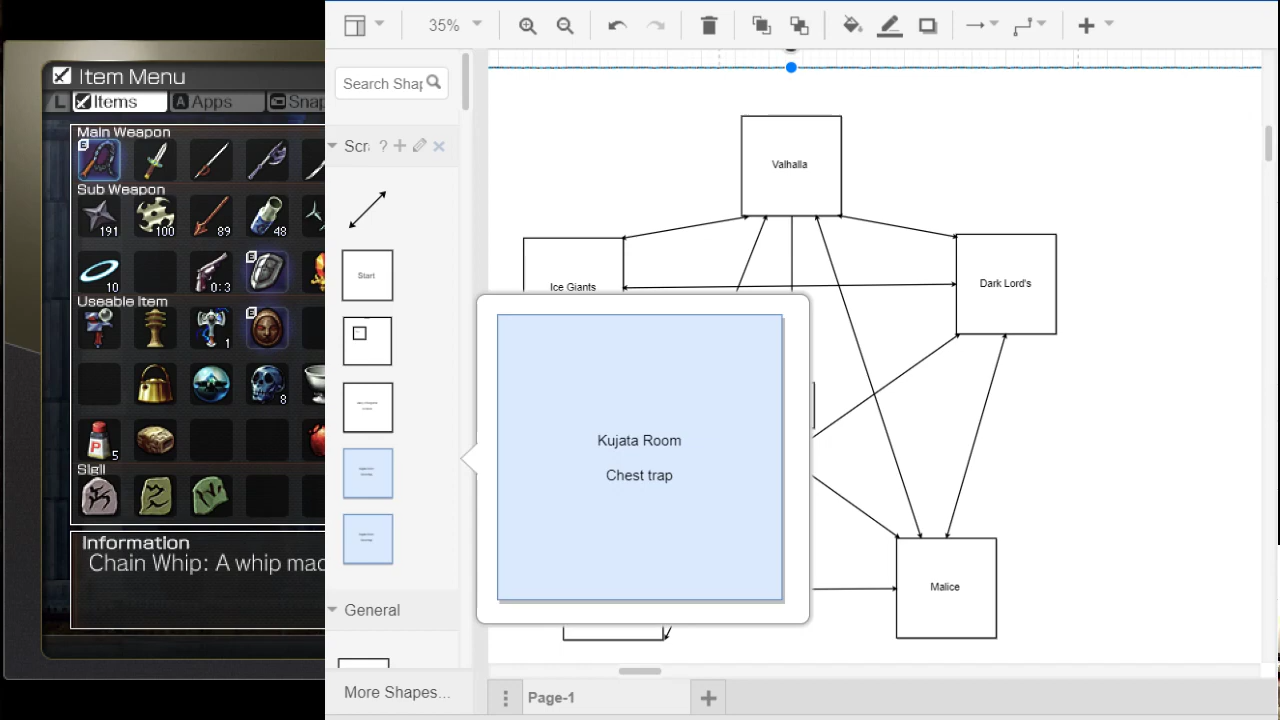 Item Menu
L
Items
A
Apps
Snap
Main Weapon
E
Sub Weapon
191
100
89
48
10
0:3
E
Useable Item
1
E
8
P
5
Sigil
Information
Chain Whip: A whip mad
35%
Search Shap
Scr
?
Start
General
More Shapes...
Valhalla
Ice Giants
Dark Lord's
Kujata Room
Chest trap
Malice
Page-1